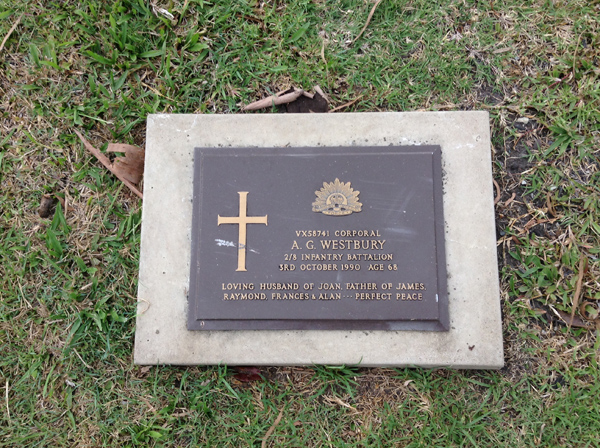 VX58741 CORPORAL
A. G. WESTBURY
2/8 INFANTRY BATTALION
3RD OCTOBER 1990 AGE 68
LOVING HUSBAND OF JOAN, FATHER OF JAMES,
RAYMOND, FRANCES & ALAN --- PERFECT PEACE